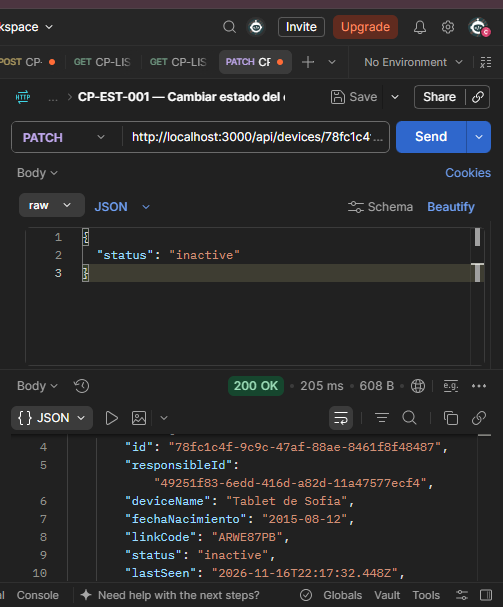 kspace
Invite
Upgrade
POST CP-
GET CP-LIS
GET CP-LIS
PATCH CF
No Environment
HTTP
... > CP-EST-001 — Cambiar estado del
Save
Share
PATCH
http://localhost:3000/api/devices/78fc1c4...
Send
Body
Cookies
raw
JSON
Schema
Beautify
1 {
2 "status": "inactive"
3 }
Body
200 OK • 205 ms • 608 B
e.g.
{} JSON
4 "id": "78fc1c4f-9c9c-47af-88ae-8461f8f48487",
5 "responsibleId":
"49251f83-6edd-416d-a82d-11a47577ecf4",
6 "deviceName": "Tablet de Sofia",
7 "fechaNacimiento": "2015-08-12",
8 "linkCode": "ARWE87PB",
9 "status": "inactive",
10 "lastSeen": "2026-11-16T22:17:32.448Z",
Console
Need help with the next steps?
Globals
Vault
Tools